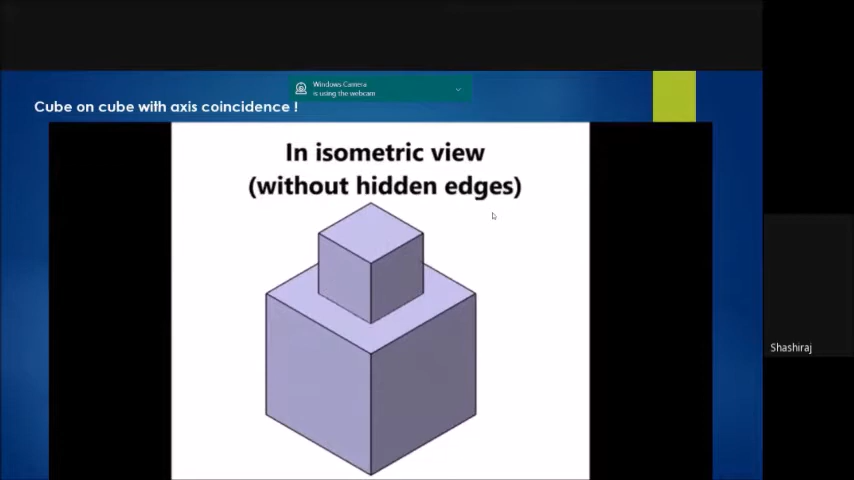 Windows Camera
is using the webcam
Cube on cube with axis coincidence !
In isometric view
(without hidden edges)
Shashiraj